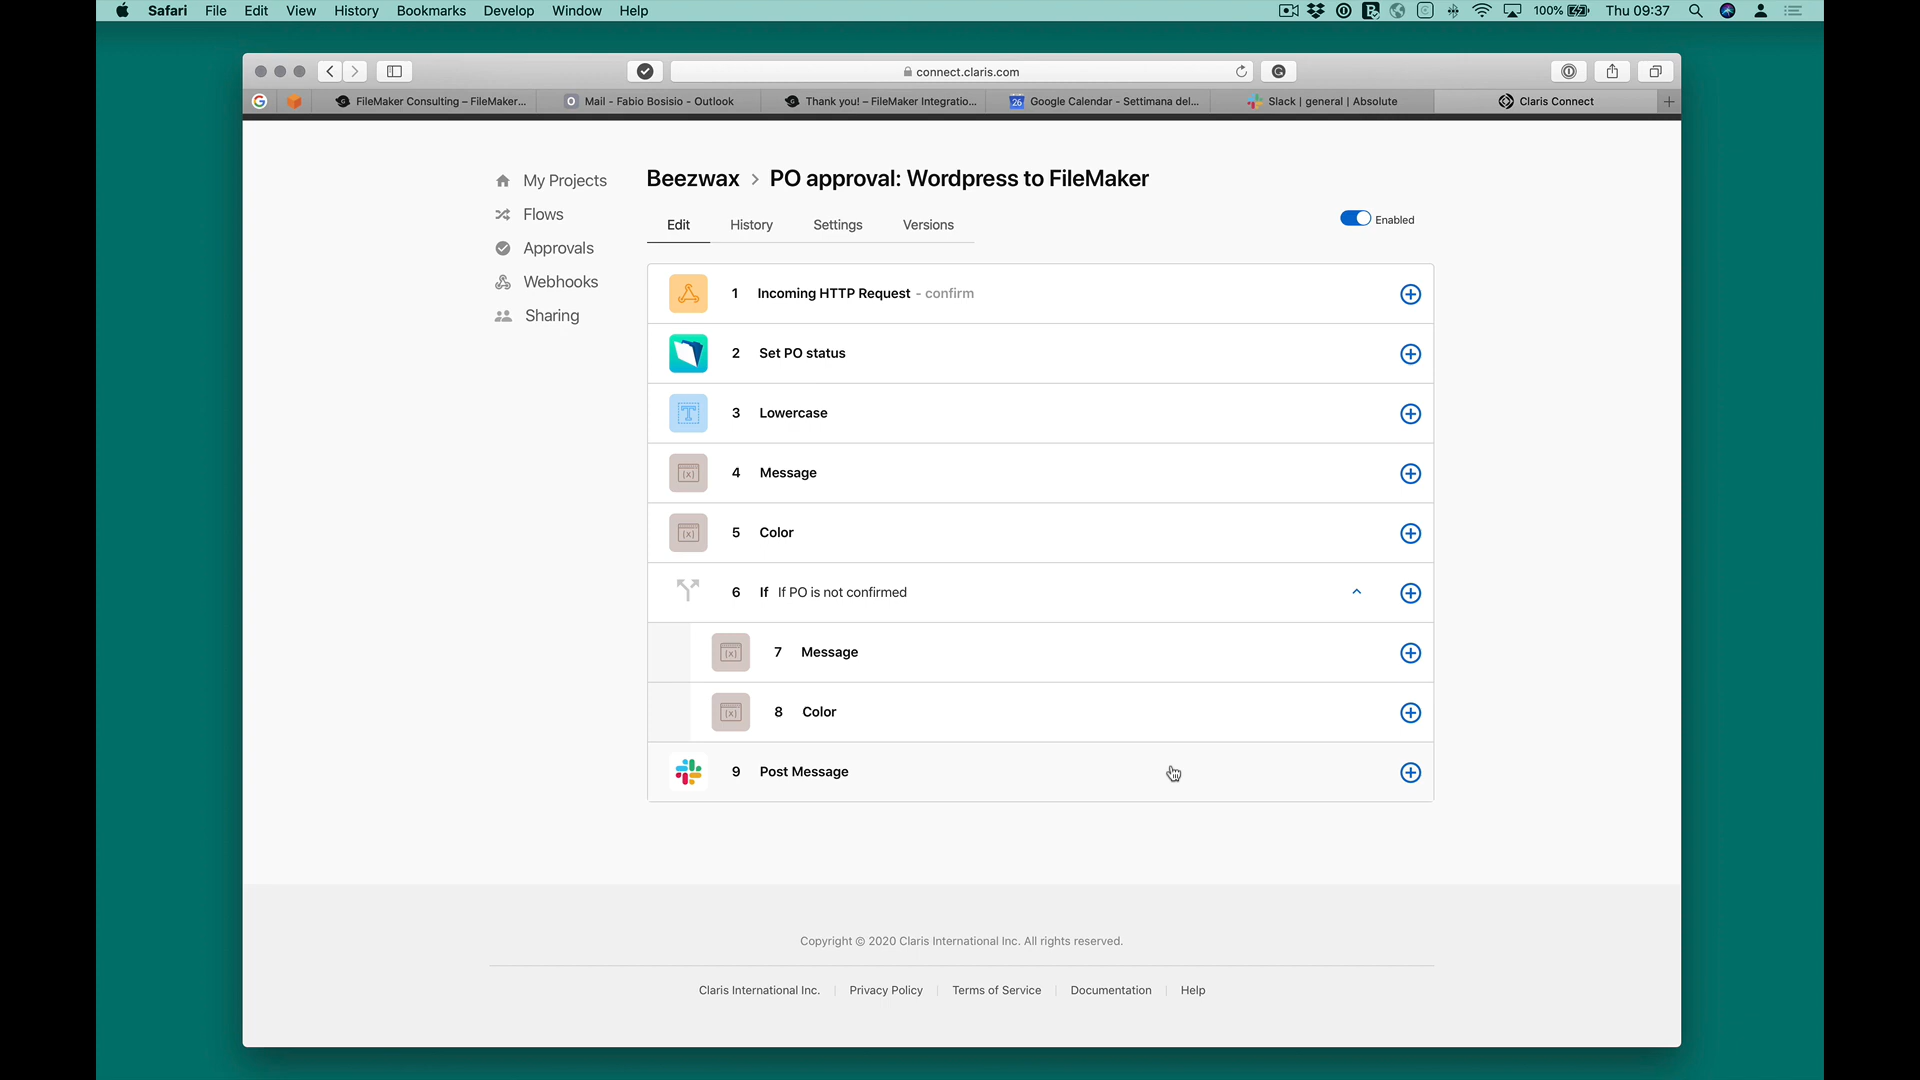 Safari File Edit View History Bookmarks Develop Window Help 100% Thu 09:37
connect.claris.com
FileMaker Consulting – FileMaker... Mail - Fabio Bosisio - Outlook Thank you! – FileMaker Integratio... 26 Google Calendar - Settimana del... Slack | general | Absolute Claris Connect
My Projects
Flows
Approvals
Webhooks
Sharing
Beezwax > PO approval: Wordpress to FileMaker
Edit History Settings Versions
Enabled
1 Incoming HTTP Request - confirm
2 Set PO status
3 Lowercase
4 Message
5 Color
6 If If PO is not confirmed
7 Message
8 Color
9 Post Message
Copyright © 2020 Claris International Inc. All rights reserved.
Claris International Inc. | Privacy Policy | Terms of Service | Documentation | Help